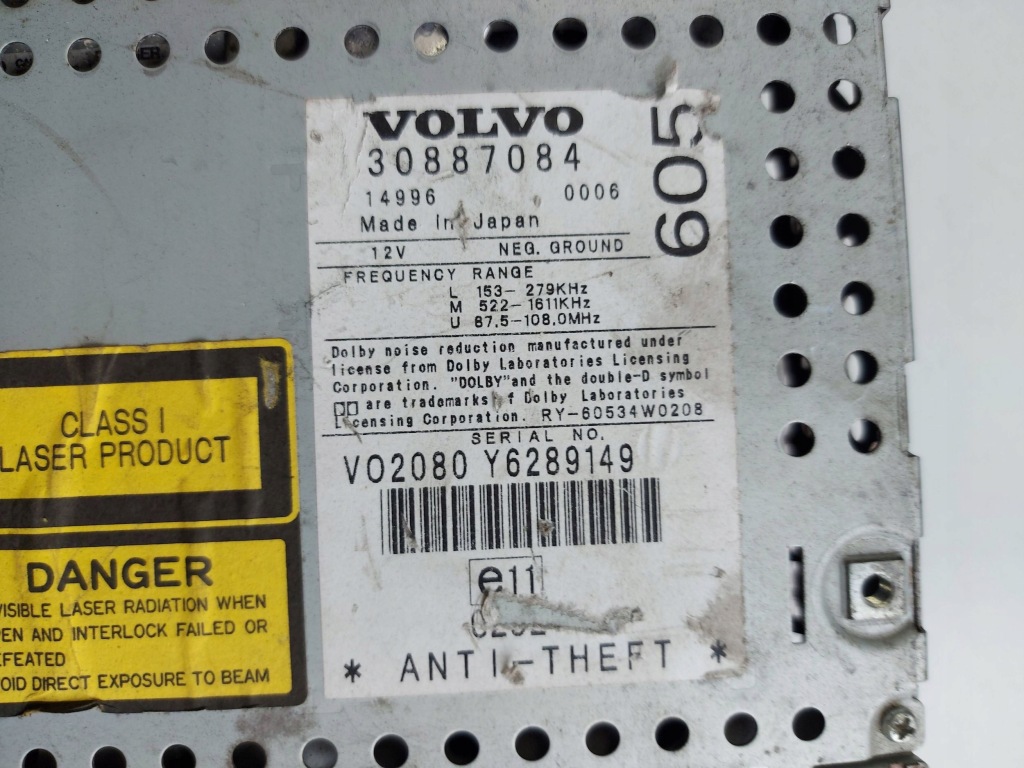 VOLVO
30887084
605
14996 0006
Made In Japan
12V NEG. GROUND
FREQUENCY RANGE
L 153-279KHz
M 522-1611KHz
U 87.5-108.0MHz
Dolby noise reduction manufactured under
license from Dolby Laboratories Licensing
Corporation. "DOLBY"and the double-D symbol
are trademarks f Dolby Laboratories
Licensing Corporation. RY-60534W0208
SERIAL NO.
VO2080 Y6289149
e11
* ANTI-THEFT *
CLASS I
LASER PRODUCT
DANGER
VISIBLE LASER RADIATION WHEN
PEN AND INTERLOCK FAILED OR
EFEATED
OID DIRECT EXPOSURE TO BEAM